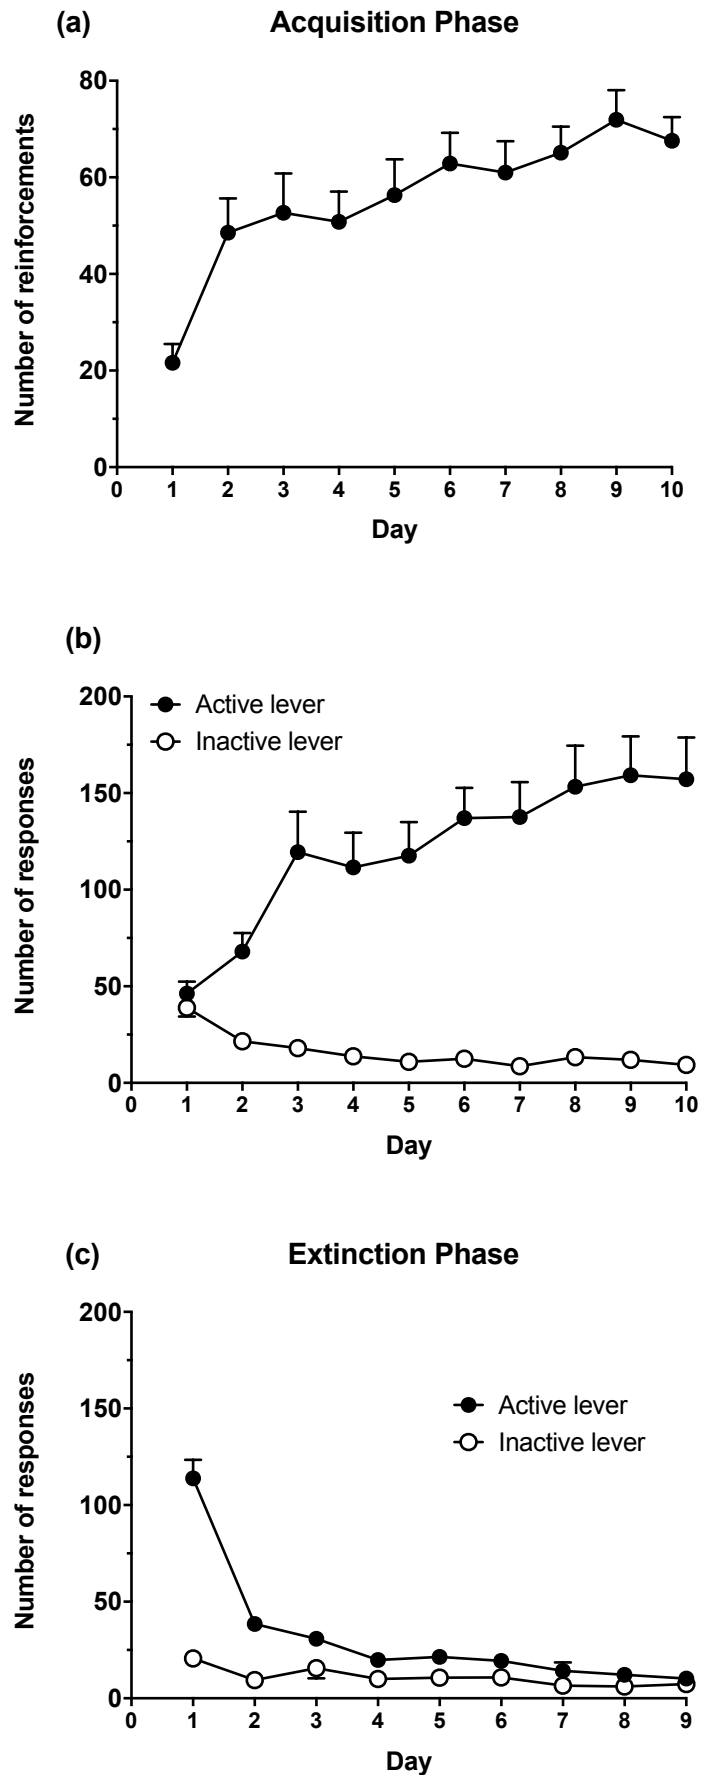 (a) Acquisition Phase
Number of reinforcements
80
60
40
20
0
0 1 2 3 4 5 6 7 8 9 10
Day
(b)
Number of responses
200
150
100
50
0
Active lever
Inactive lever
0 1 2 3 4 5 6 7 8 9 10
Day
(c) Extinction Phase
Number of responses
200
150
100
50
0
Active lever
Inactive lever
0 1 2 3 4 5 6 7 8 9
Day